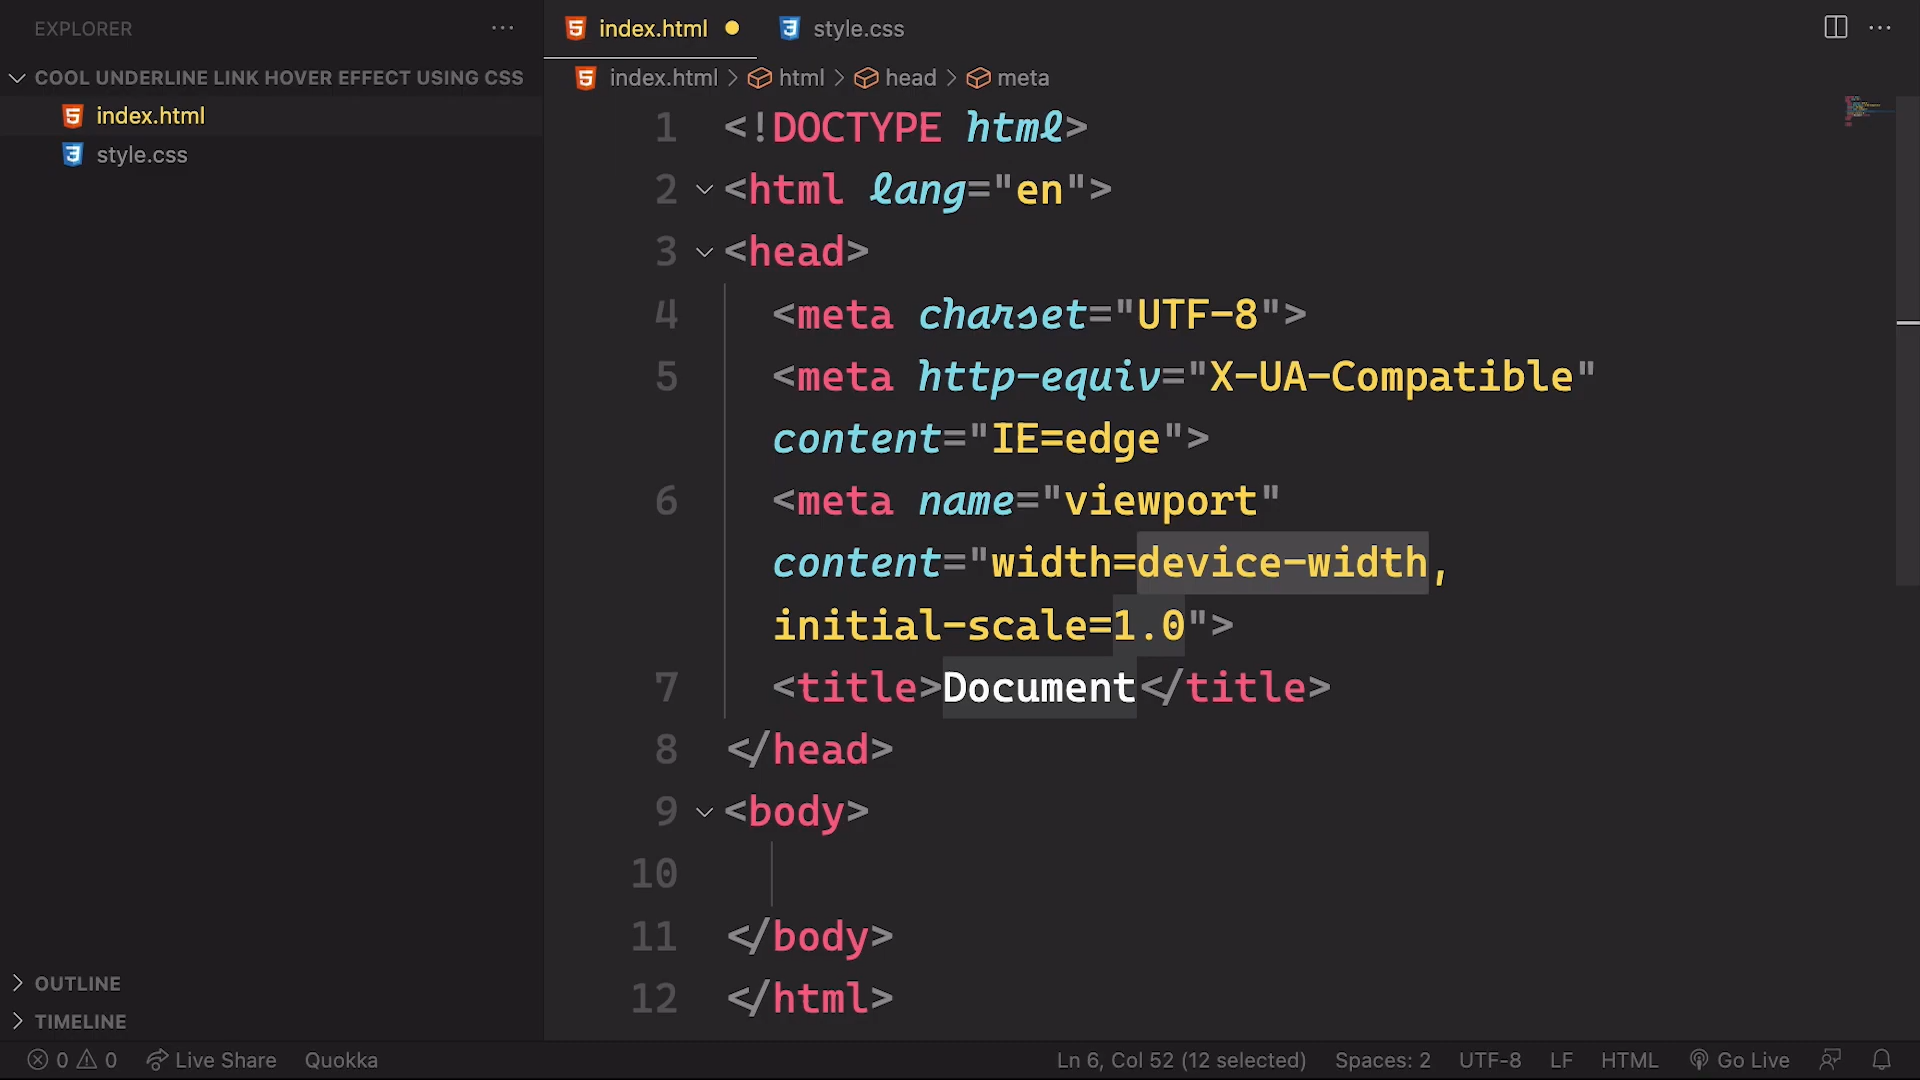 EXPLORER
COOL UNDERLINE LINK HOVER EFFECT USING CSS
index.html
style.css
OUTLINE
TIMELINE
index.html
style.css
index.html > html > head > meta
1 <!DOCTYPE html>
2 <html lang="en">
3 <head>
4 <meta charset="UTF-8">
5 <meta http-equiv="X-UA-Compatible"
content="IE=edge">
6 <meta name="viewport"
content="width=device-width,
initial-scale=1.0">
7 <title>Document</title>
8 </head>
9 <body>
10
11 </body>
12 </html>
0 0 Live Share Quokka Ln 6, Col 52 (12 selected) Spaces: 2 UTF-8 LF HTML Go Live